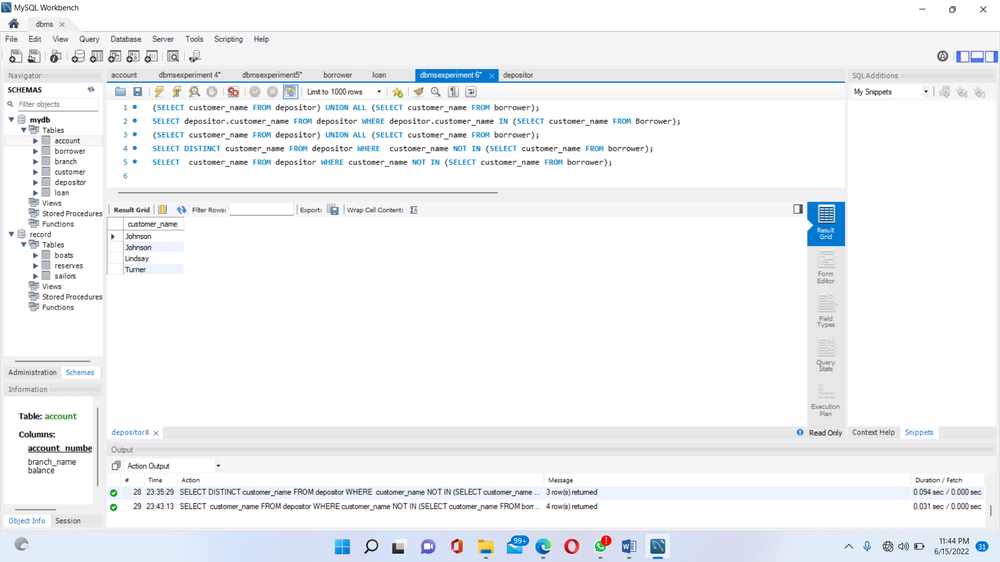 MySQL Workbench
dbms
File Edit View Query Database Server Tools Scripting Help
Navigator
SCHEMAS
Filter objects
mydb
Tables
account
borrower
branch
customer
depositor
loan
Views
Stored Procedures
Functions
record
Tables
boats
reserves
sailors
Views
Stored Procedures
Functions
Administration Schemas
Information
Table: account
Columns:
account_numbe
branch_name
balance
Object Info Session
account dbmsexperiment 4* dbmsexperiment5* borrower loan dbmsexperiment 6* depositor
Limit to 1000 rows
1 (SELECT customer_name FROM depositor) UNION ALL (SELECT customer_name FROM borrower);
2 SELECT depositor.customer_name FROM depositor WHERE depositor.customer_name IN (SELECT customer_name FROM Borrower);
3 (SELECT customer_name FROM depositor) UNION ALL (SELECT customer_name FROM borrower);
4 SELECT DISTINCT customer_name FROM depositor WHERE  customer_name NOT IN (SELECT customer_name FROM borrower);
5 SELECT  customer_name FROM depositor WHERE customer_name NOT IN (SELECT customer_name FROM borrower);
6
Result Grid Filter Rows: Export: Wrap Cell Content: IA
customer_name
Johnson
Johnson
Lindsay
Turner
Result
Grid
Form
Editor
Field
Types
Query
Stats
Execution
Plan
depositor8
Read Only
SQLAdditions
My Snippets
Context Help Snippets
Output
Action Output
# Time Action Message Duration / Fetch
28 23:35:29 SELECT DISTINCT customer_name FROM depositor WHERE  customer_name NOT IN (SELECT customer_name ... 3 row(s) returned 0.094 sec / 0.000 sec
29 23:43:13 SELECT  customer_name FROM depositor WHERE customer_name NOT IN (SELECT customer_name FROM borr... 4 row(s) returned 0.031 sec / 0.000 sec
99+
11:44 PM
6/15/2022
31